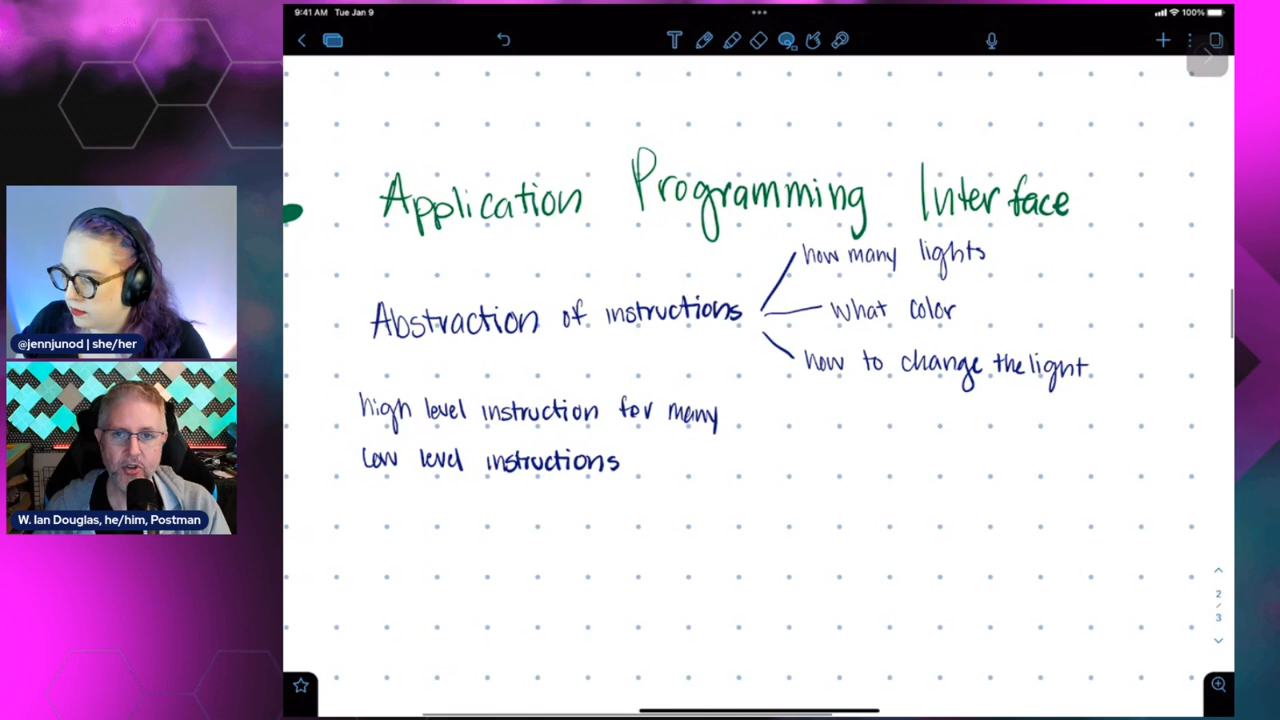 9:41 AM Tue Jan 9
100%
Application Programming Interface
how many lights
Abstraction of instructions
what color
how to change the light
high level instruction for many
low level instructions
@jennjunod | she/her
W. Ian Douglas, he/him, Postman
2
/
3